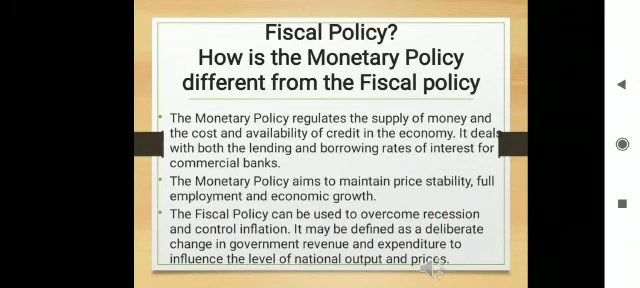 Fiscal Policy?
How is the Monetary Policy
different from the Fiscal policy
• The Monetary Policy regulates the supply of money and
the cost and availability of credit in the economy. It deals
with both the lending and borrowing rates of interest for
commercial banks.
• The Monetary Policy aims to maintain price stability, full
employment and economic growth.
• The Fiscal Policy can be used to overcome recession
and control inflation. It may be defined as a deliberate
change in government revenue and expenditure to
influence the level of national output and prices.